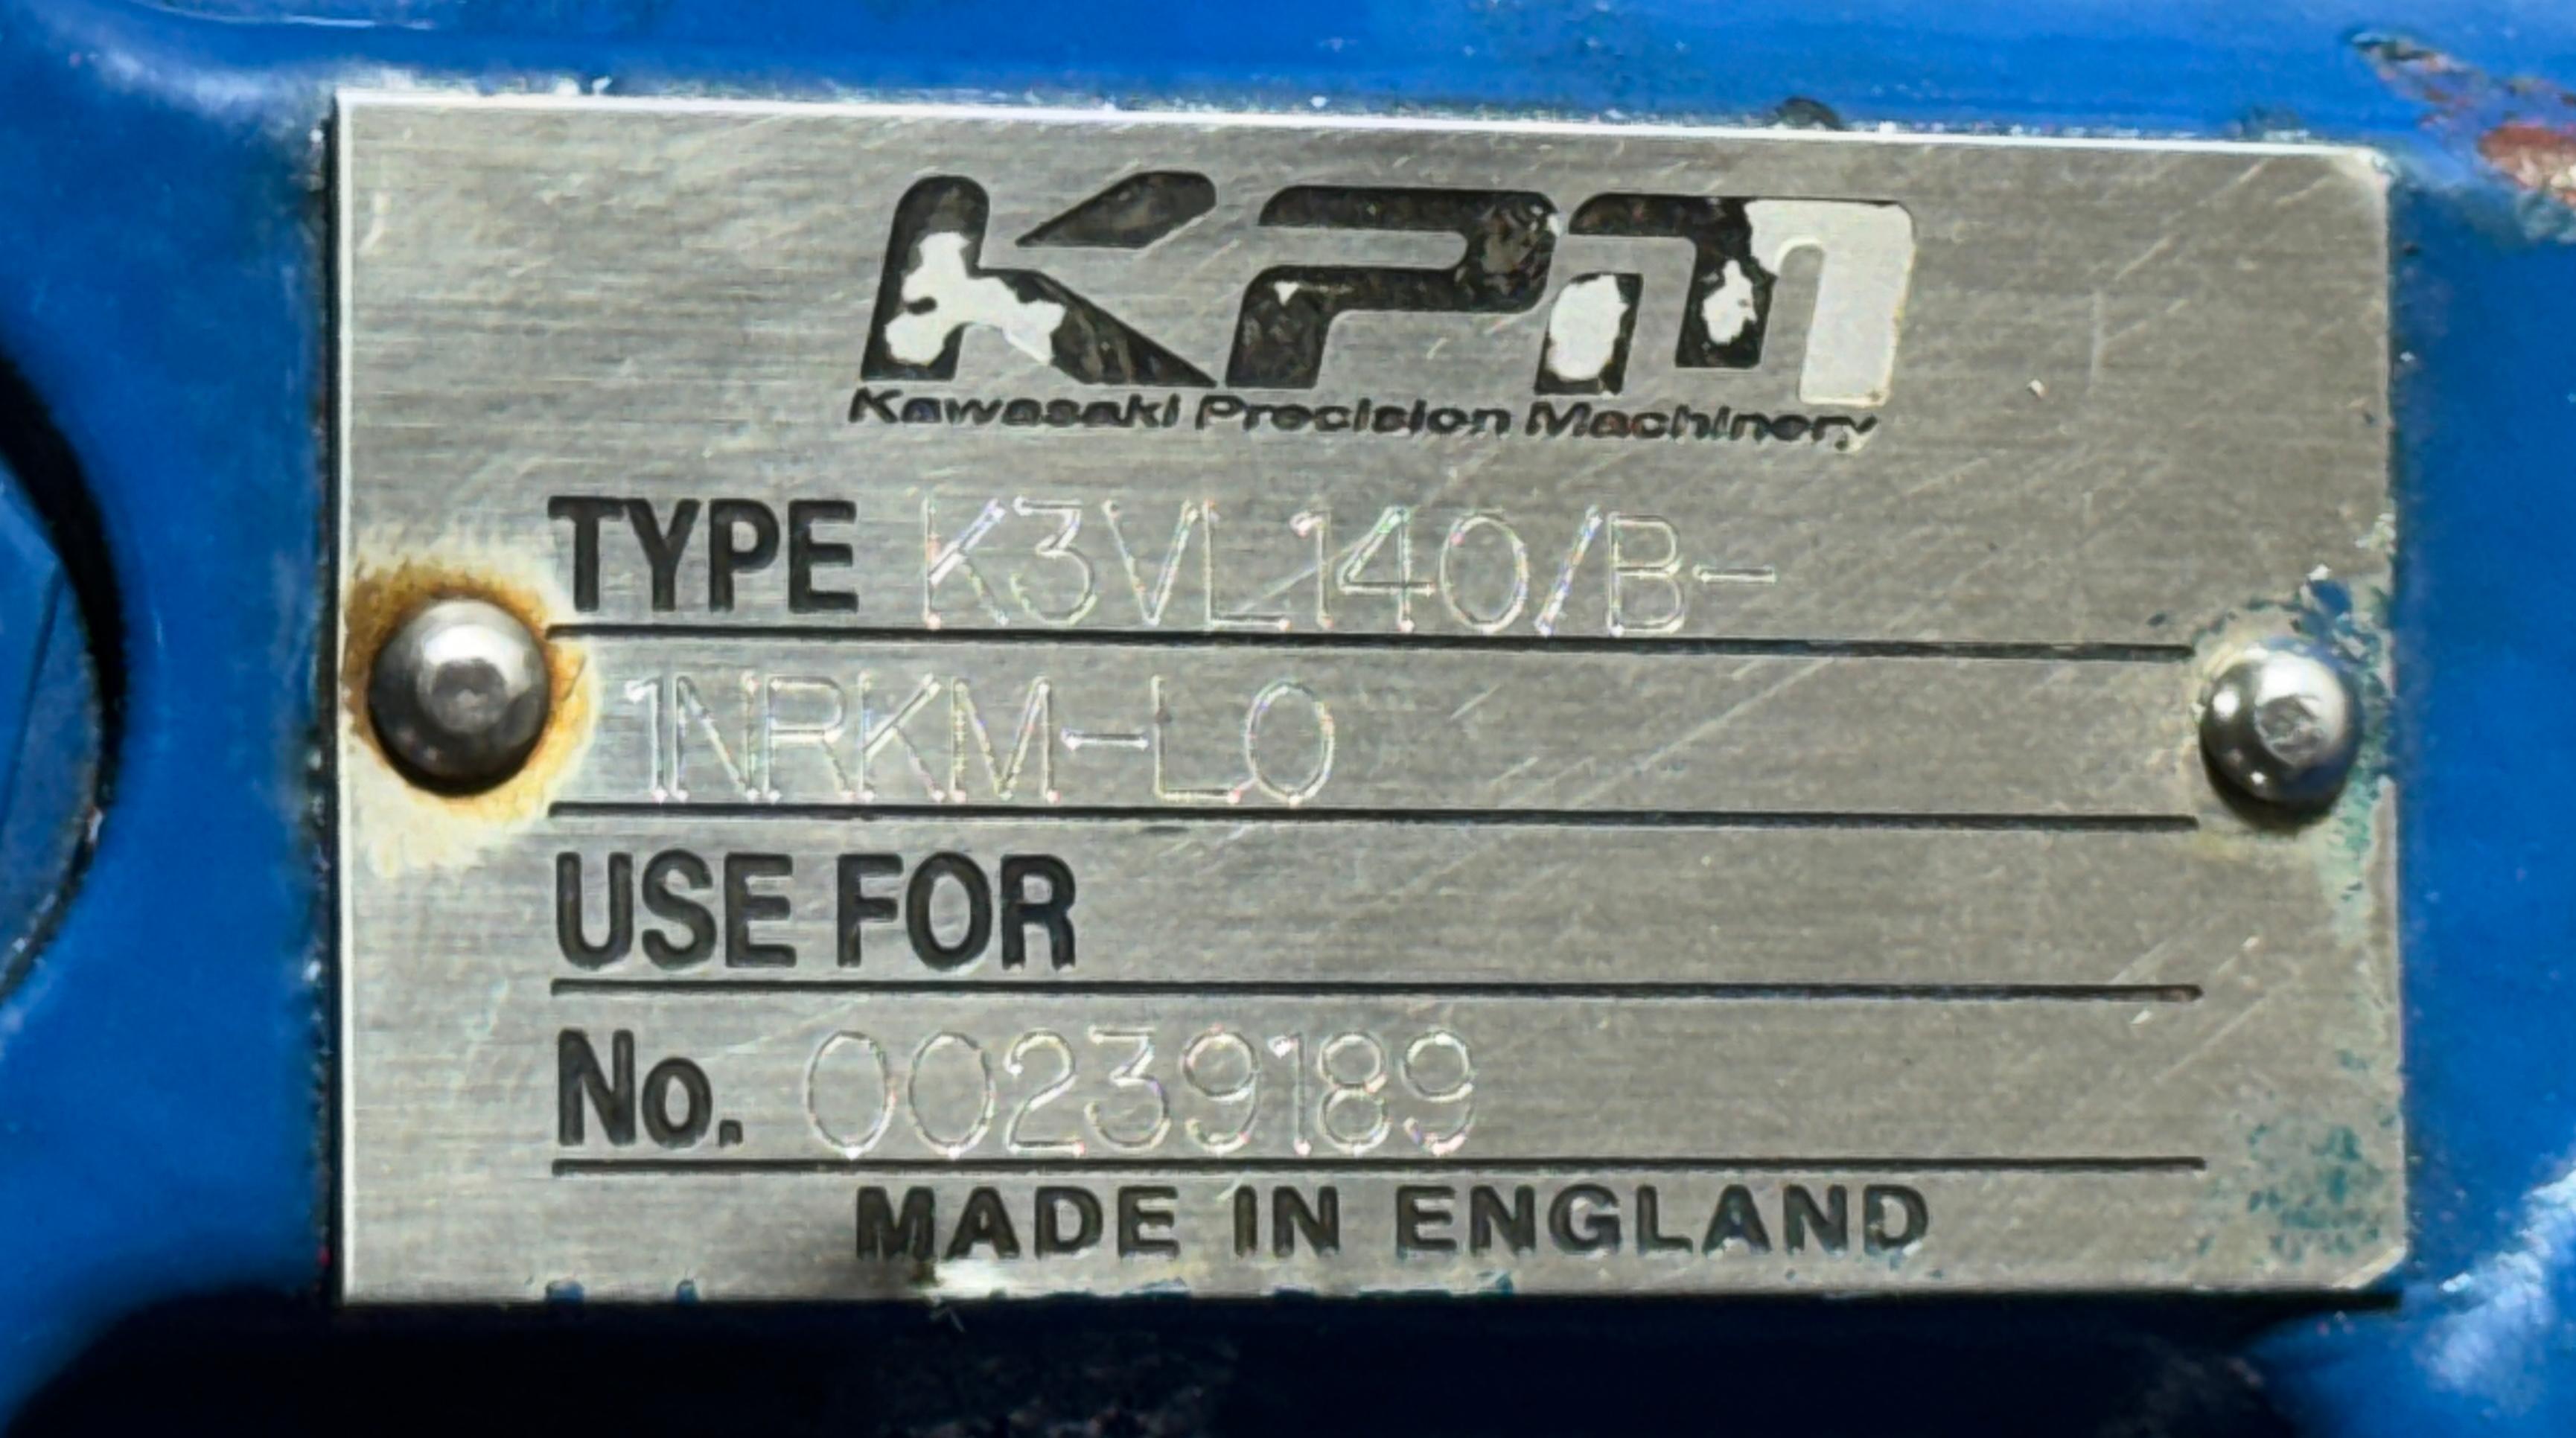 KPM
Kawasaki Precision Machinery
TYPE K3VL140/B-
1NRKM-L0
USE FOR
No. 00239189
MADE IN ENGLAND